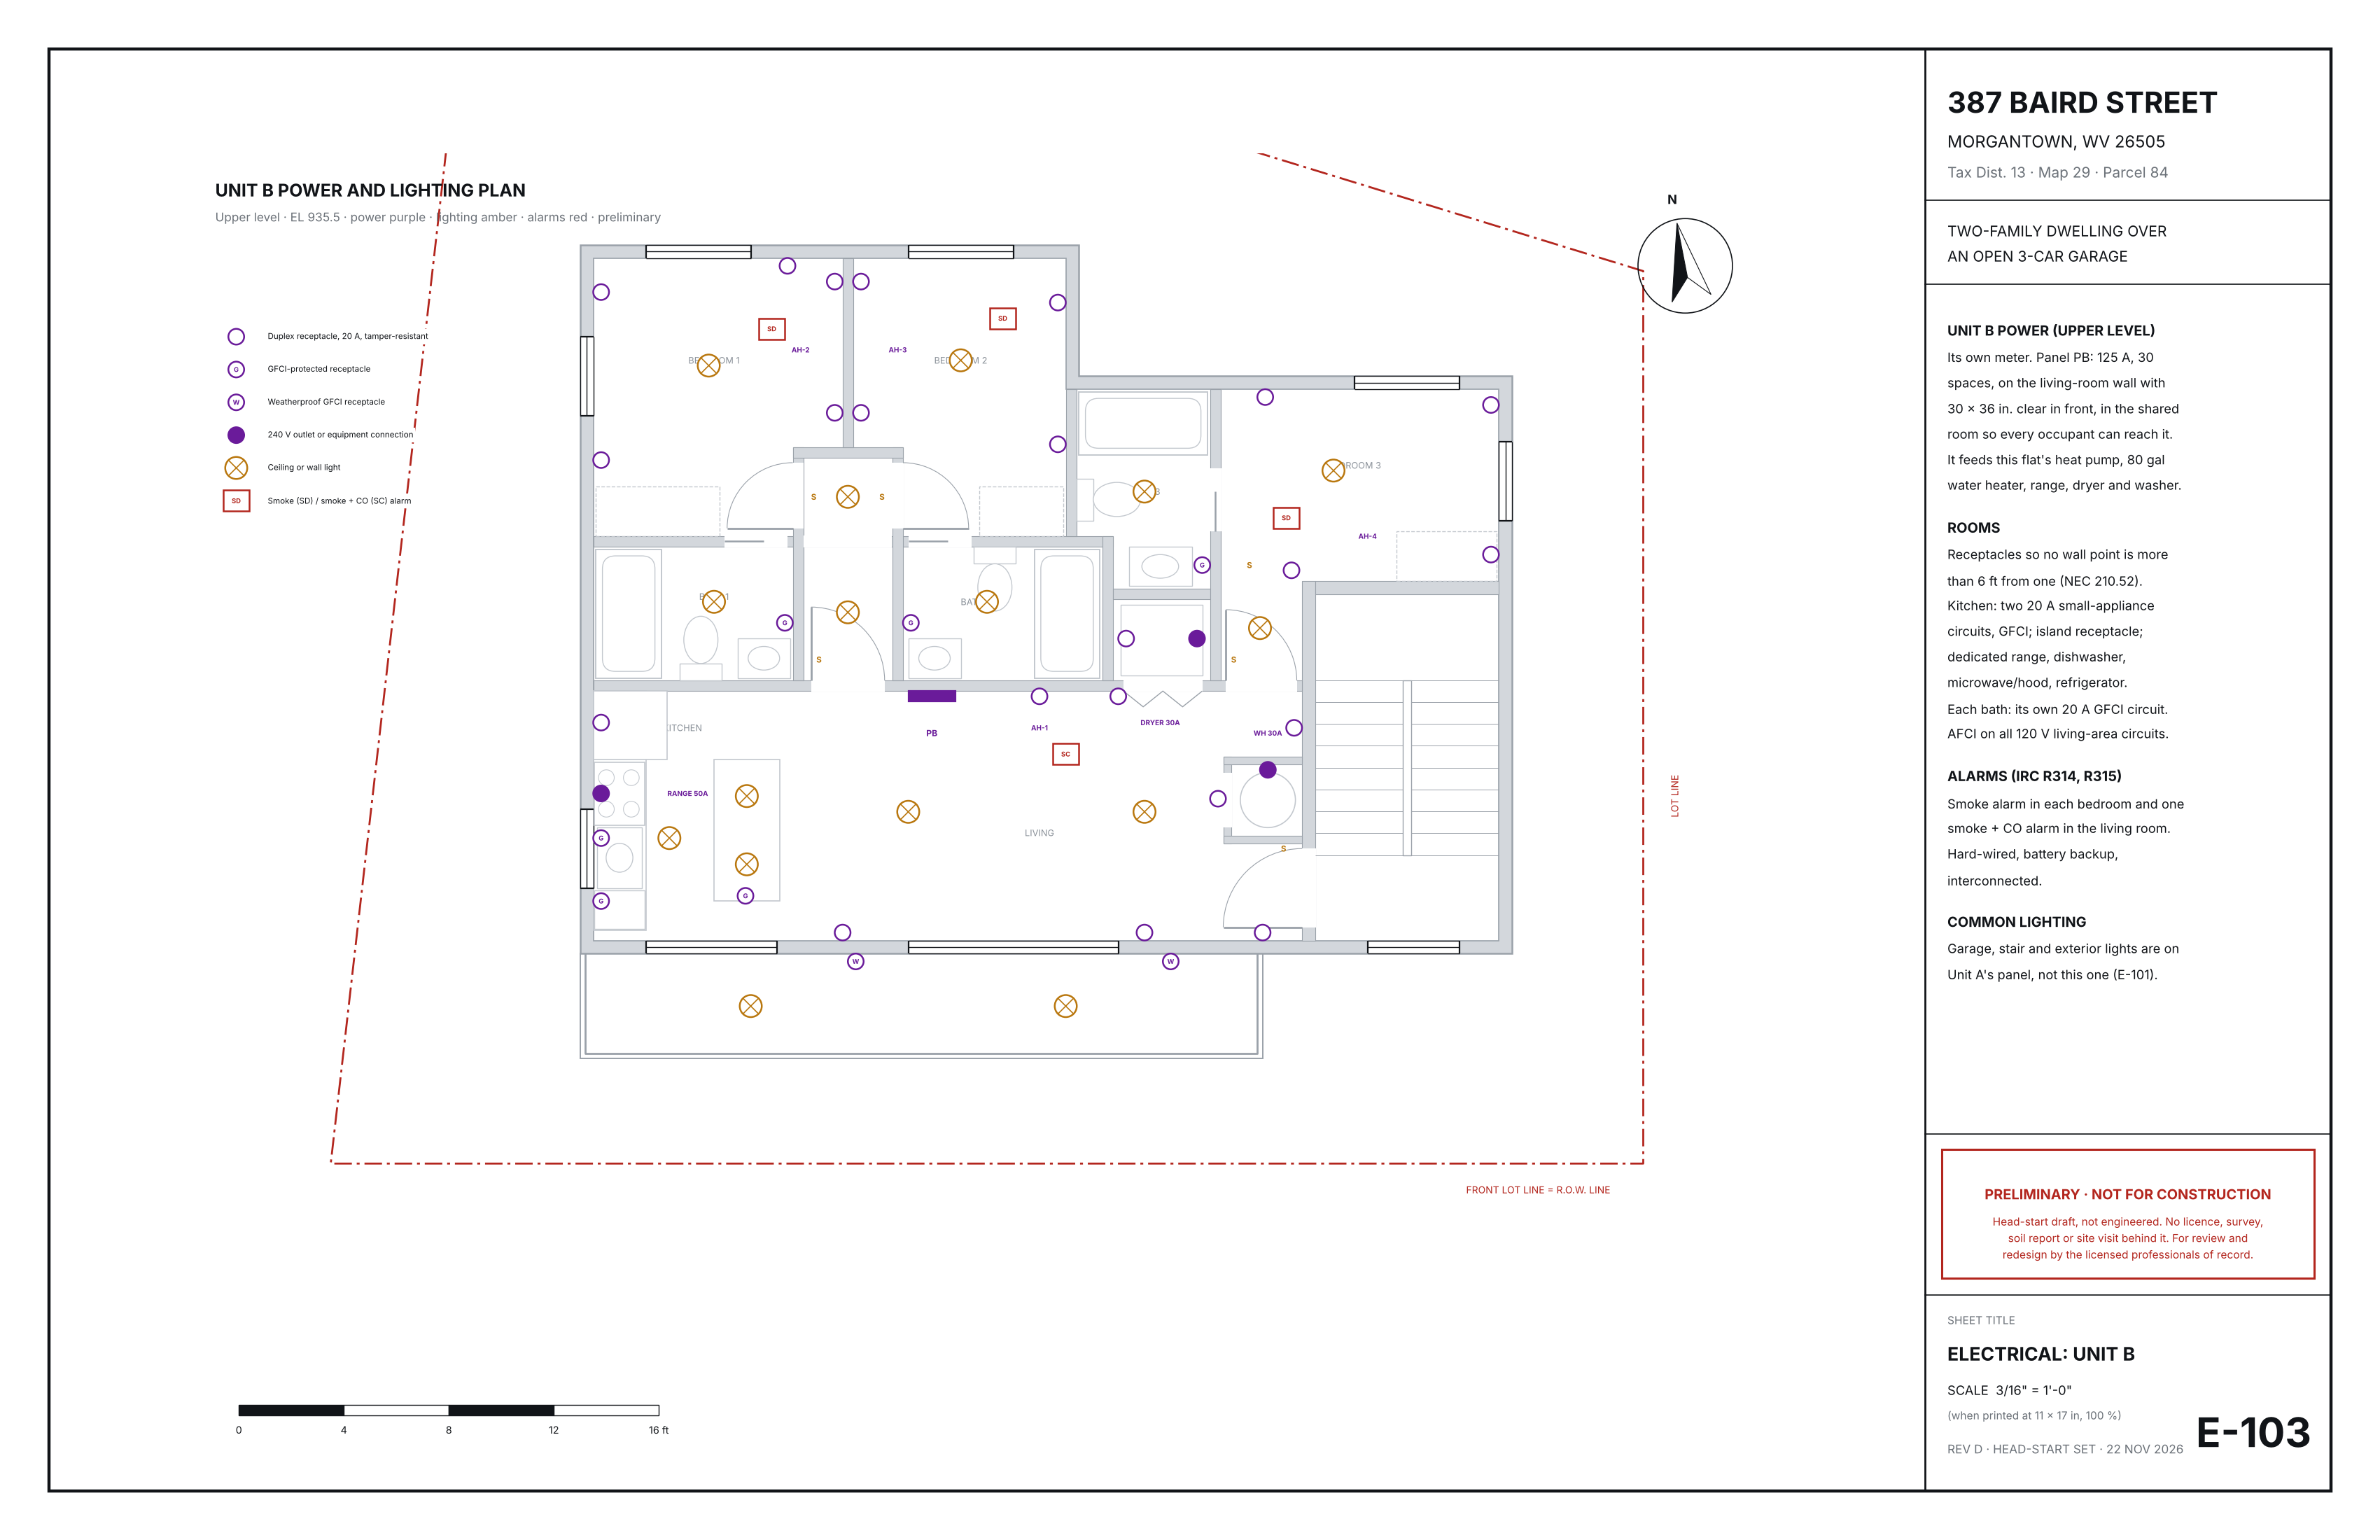 387 BAIRD STREET
MORGANTOWN, WV 26505
Tax Dist. 13 · Map 29 · Parcel 84
TWO-FAMILY DWELLING OVER
AN OPEN 3-CAR GARAGE
UNIT B POWER AND LIGHTING PLAN
Upper level · EL 935.5 · power purple · lighting amber · alarms red · preliminary
N
Duplex receptacle, 20 A, tamper-resistant
G
GFCI-protected receptacle
W
Weatherproof GFCI receptacle
240 V outlet or equipment connection
Ceiling or wall light
SD
Smoke (SD) / smoke + CO (SC) alarm
SD
SD
AH-2
AH-3
1
2
ROOM 3
S
S
SD
AH-4
G
S
G
G
S
S
PB
AH-1
DRYER 30A
WH 30A
SC
RANGE 50A
LIVING
G
G
G
S
W
W
LOT LINE
FRONT LOT LINE = R.O.W. LINE
0
4
8
12
16 ft
UNIT B POWER (UPPER LEVEL)
Its own meter. Panel PB: 125 A, 30
spaces, on the living-room wall with
30 × 36 in. clear in front, in the shared
room so every occupant can reach it.
It feeds this flat's heat pump, 80 gal
water heater, range, dryer and washer.
ROOMS
Receptacles so no wall point is more
than 6 ft from one (NEC 210.52).
Kitchen: two 20 A small-appliance
circuits, GFCI; island receptacle;
dedicated range, dishwasher,
microwave/hood, refrigerator.
Each bath: its own 20 A GFCI circuit.
AFCI on all 120 V living-area circuits.
ALARMS (IRC R314, R315)
Smoke alarm in each bedroom and one
smoke + CO alarm in the living room.
Hard-wired, battery backup,
interconnected.
COMMON LIGHTING
Garage, stair and exterior lights are on
Unit A's panel, not this one (E-101).
PRELIMINARY · NOT FOR CONSTRUCTION
Head-start draft, not engineered. No licence, survey,
soil report or site visit behind it. For review and
redesign by the licensed professionals of record.
SHEET TITLE
ELECTRICAL: UNIT B
SCALE 3/16" = 1'-0"
(when printed at 11 × 17 in, 100 %)
REV D · HEAD-START SET · 22 NOV 2026
E-103